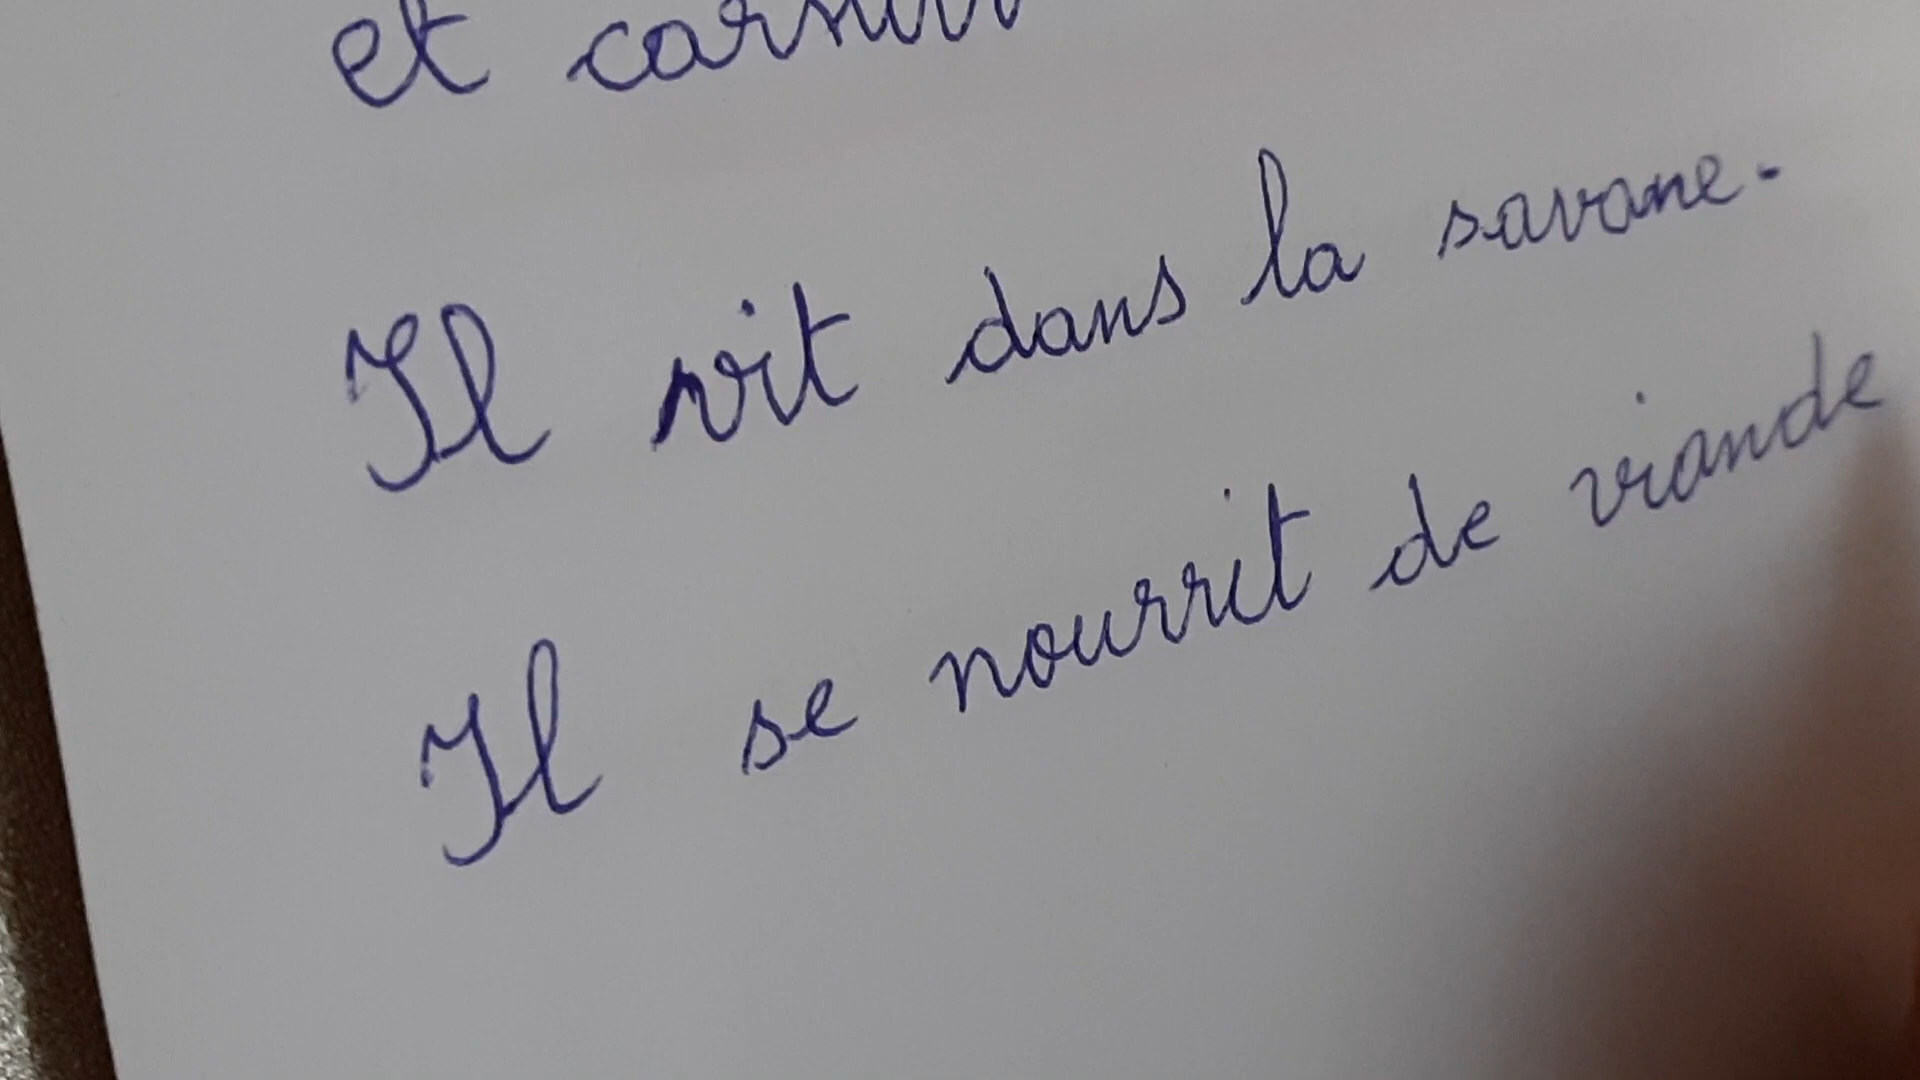 et
Il vit dans la savane.
Il se nourrit de viande